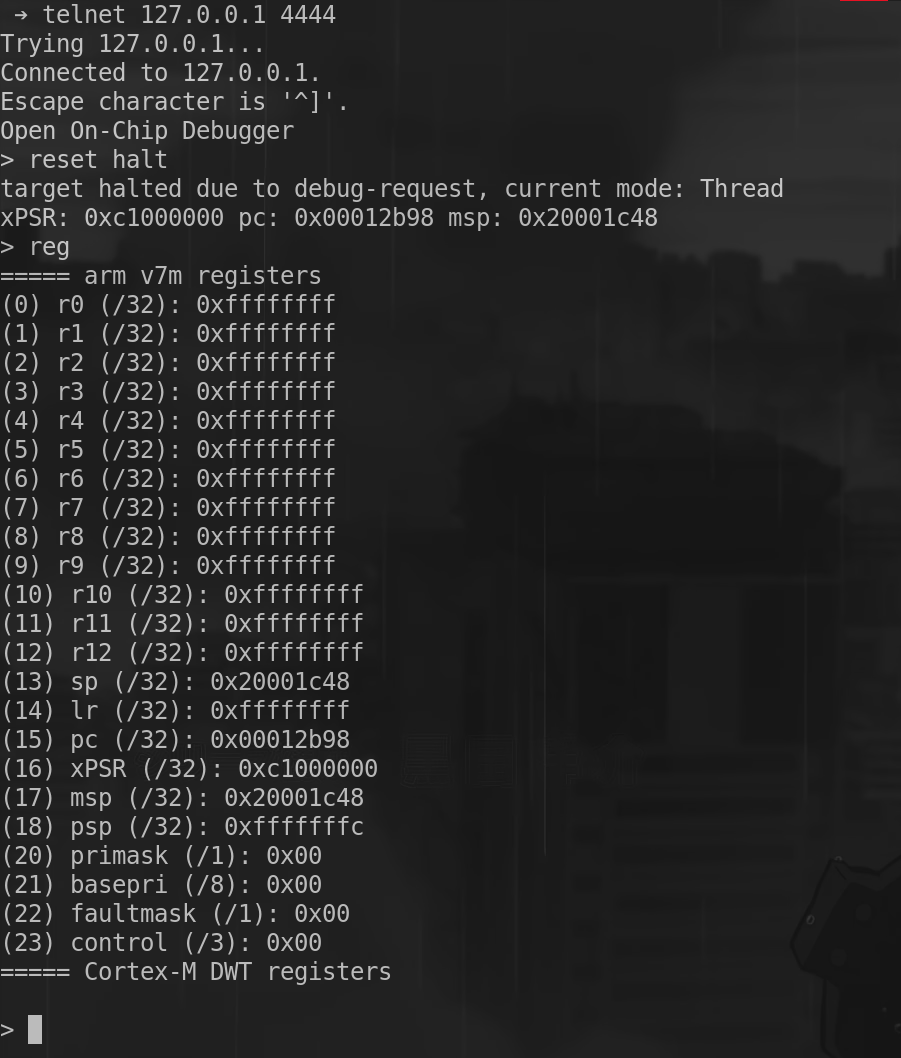 ➔ telnet 127.0.0.1 4444
Trying 127.0.0.1...
Connected to 127.0.0.1.
Escape character is '^]'.
Open On-Chip Debugger
> reset halt
target halted due to debug-request, current mode: Thread
xPSR: 0xc1000000 pc: 0x00012b98 msp: 0x20001c48
> reg
===== arm v7m registers
(0) r0 (/32): 0xffffffff
(1) r1 (/32): 0xffffffff
(2) r2 (/32): 0xffffffff
(3) r3 (/32): 0xffffffff
(4) r4 (/32): 0xffffffff
(5) r5 (/32): 0xffffffff
(6) r6 (/32): 0xffffffff
(7) r7 (/32): 0xffffffff
(8) r8 (/32): 0xffffffff
(9) r9 (/32): 0xffffffff
(10) r10 (/32): 0xffffffff
(11) r11 (/32): 0xffffffff
(12) r12 (/32): 0xffffffff
(13) sp (/32): 0x20001c48
(14) lr (/32): 0xffffffff
(15) pc (/32): 0x00012b98
(16) xPSR (/32): 0xc1000000
(17) msp (/32): 0x20001c48
(18) psp (/32): 0xfffffffc
(20) primask (/1): 0x00
(21) basepri (/8): 0x00
(22) faultmask (/1): 0x00
(23) control (/3): 0x00
===== Cortex-M DWT registers
>